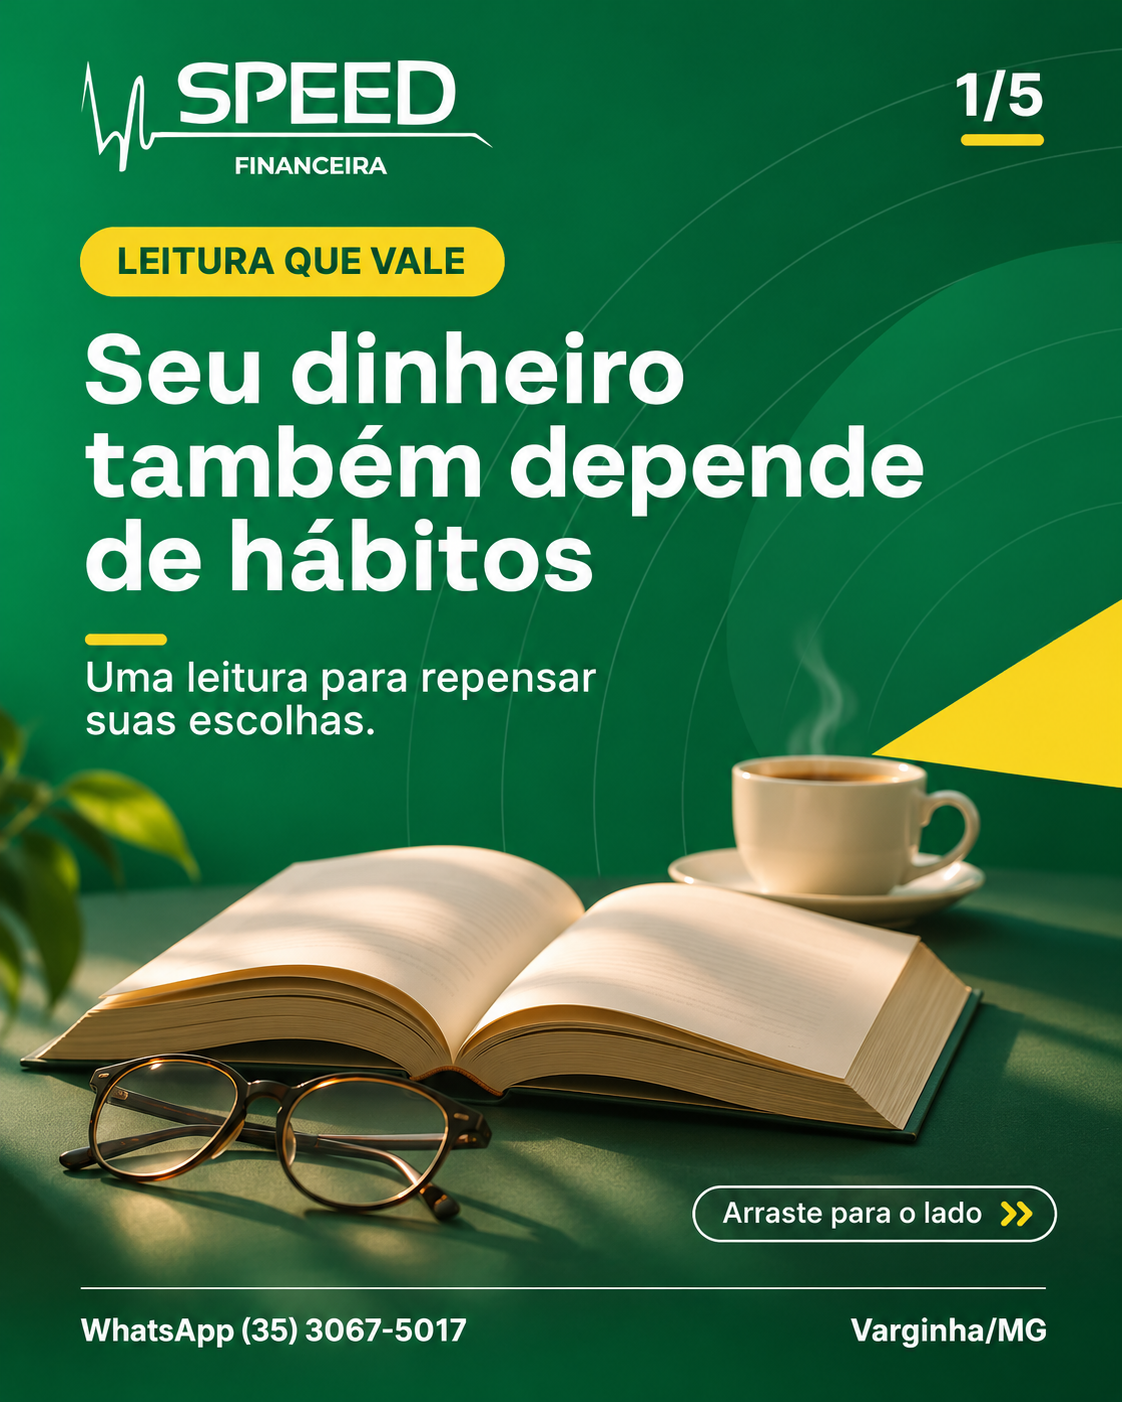 SPEED
FINANCEIRA
1/5
LEITURA QUE VALE
Seu dinheiro
também depende
de hábitos
Uma leitura para repensar
suas escolhas.
Arraste para o lado
WhatsApp (35) 3067-5017
Varginha/MG